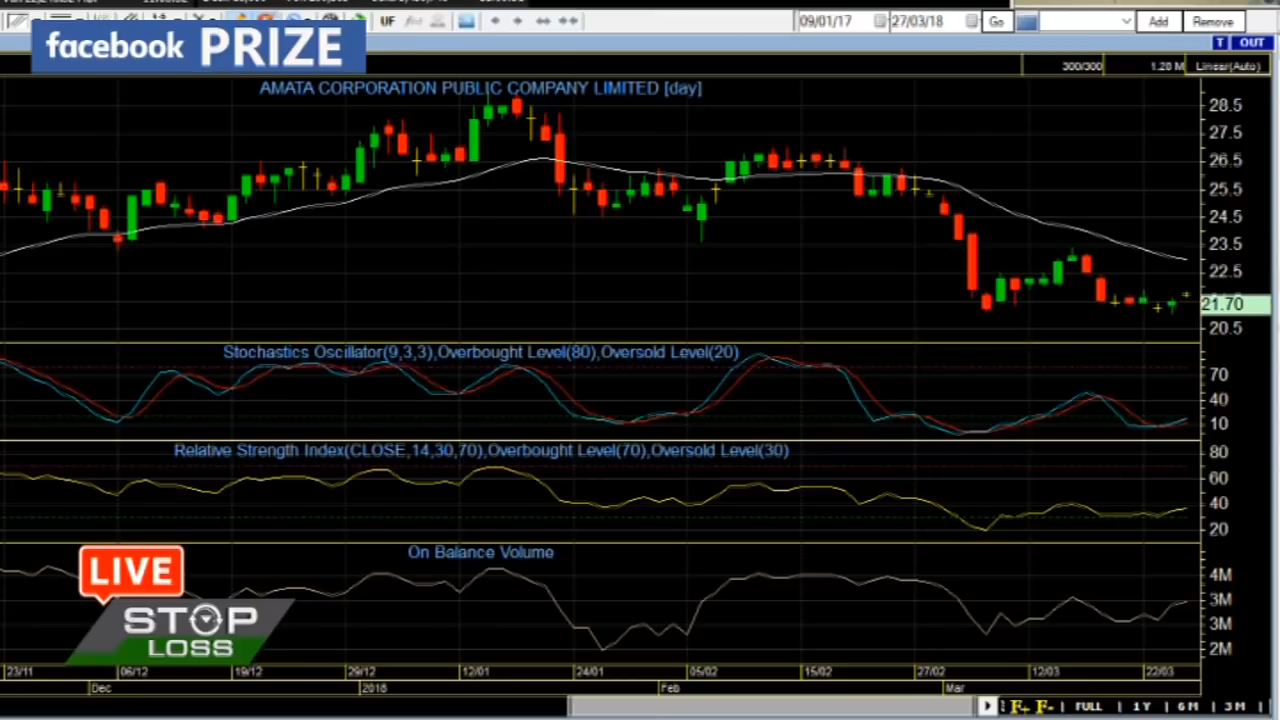 UF
09/01/17
27/03/18
Go
Add
Remove
facebook PRIZE
T
OUT
300/300
1.20 M
Linear(Auto)
AMATA CORPORATION PUBLIC COMPANY LIMITED [day]
28.5
27.5
26.5
25.5
24.5
23.5
22.5
21.70
20.5
Stochastics Oscillator(9,3,3),Overbought Level(80),Oversold Level(20)
70
40
10
Relative Strength Index(CLOSE,14,30,70),Overbought Level(70),Oversold Level(30)
80
60
40
20
On Balance Volume
4M
3M
3M
2M
LIVE
STOP
LOSS
23/11
06/12
19/12
29/12
12/01
24/01
05/02
15/02
27/02
12/03
22/03
Dec
2018
Feb
Mar
F+
F-
FULL
1 Y
6 M
3 M